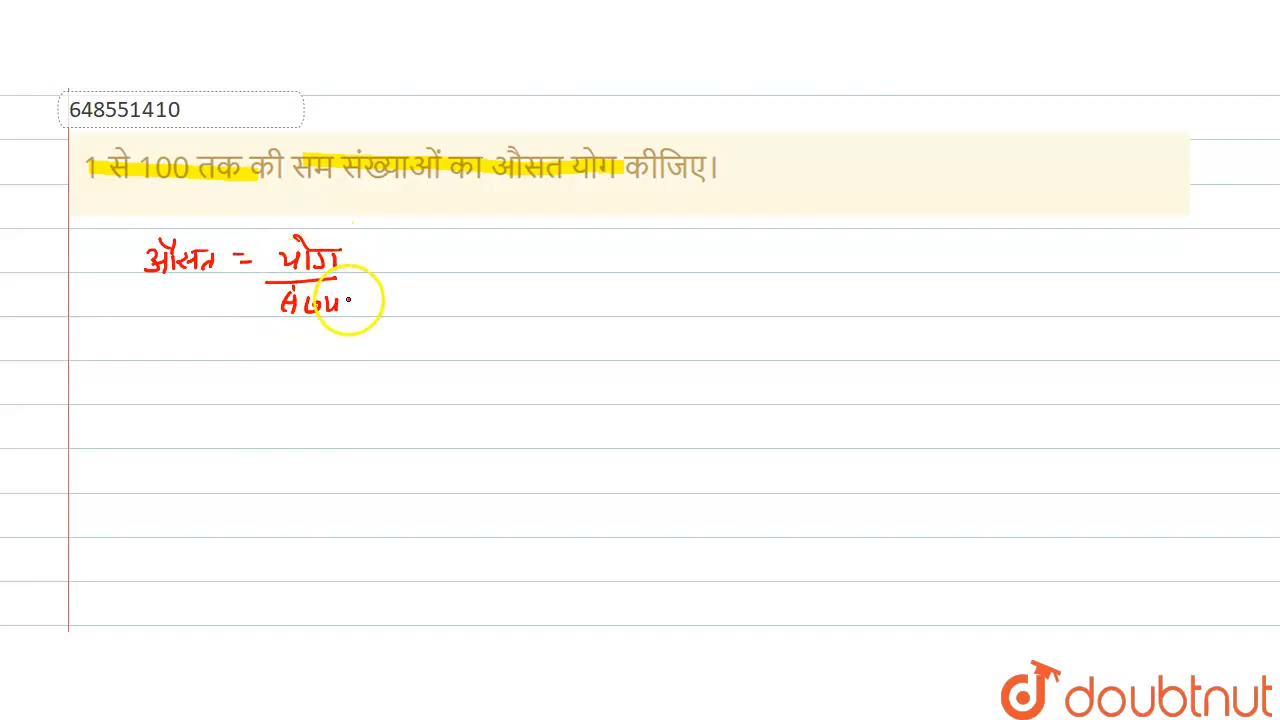 648551410
1 से 100 तक की सम संख्याओं का औसत योग कीजिए।
औसत = योग
संख्य
doubtnut